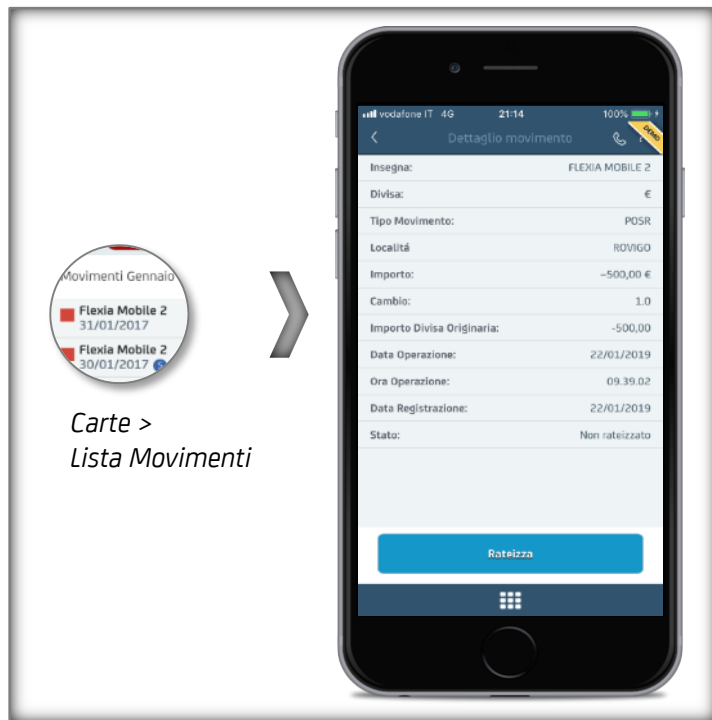 Movimenti Gennaio
Flexia Mobile 2
31/01/2017
Flexia Mobile 2
30/01/2017 S
Carte >
Lista Movimenti
vodafone IT 4G 21:14 100%
DEMO
Dettaglio movimento
Insegna: FLEXIA MOBILE 2
Divisa: €
Tipo Movimento: POSR
Localitá ROVIGO
Importo: -500,00 €
Cambio: 1.0
Importo Divisa Originaria: -500,00
Data Operazione: 22/01/2019
Ora Operazione: 09.39.02
Data Registrazione: 22/01/2019
Stato: Non rateizzato
Rateizza